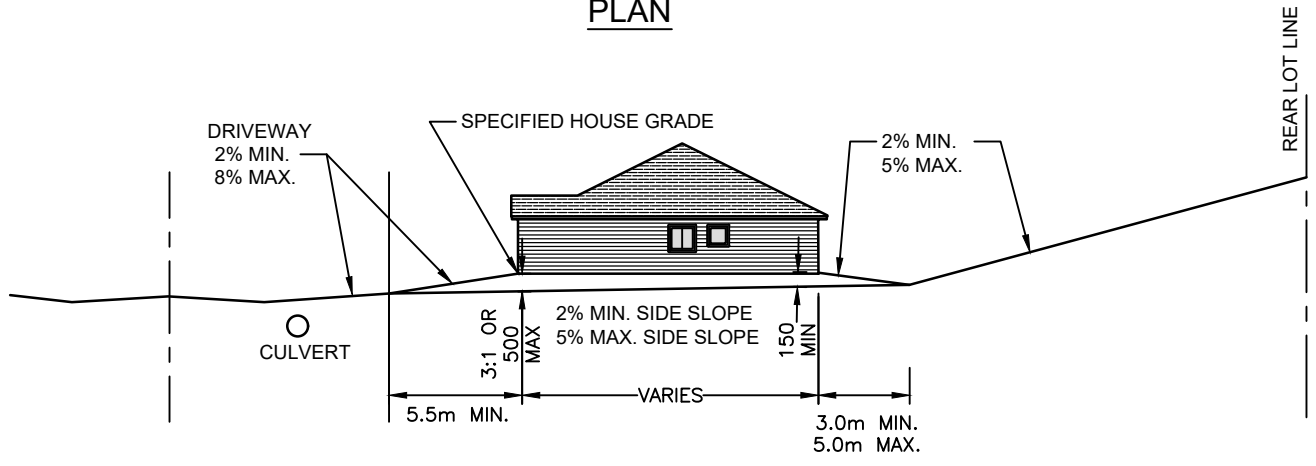 PLAN
REAR LOT LINE
DRIVEWAY
2% MIN.
8% MAX.
SPECIFIED HOUSE GRADE
2% MIN.
5% MAX.
CULVERT
3:1 OR
500
MAX
2% MIN. SIDE SLOPE
5% MAX. SIDE SLOPE
150
MIN
5.5m MIN.
VARIES
3.0m MIN.
5.0m MAX.